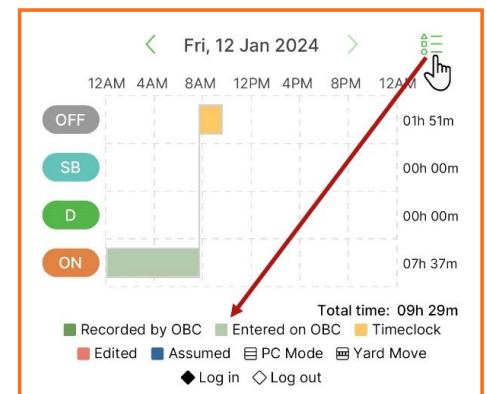 Fri, 12 Jan 2024
12AM 4AM 8AM 12PM 4PM 8PM 12AM
OFF 01h 51m
SB 00h 00m
D 00h 00m
ON 07h 37m
Total time: 09h 29m
Recorded by OBC Entered on OBC Timeclock
Edited Assumed PC Mode Yard Move
Log in Log out